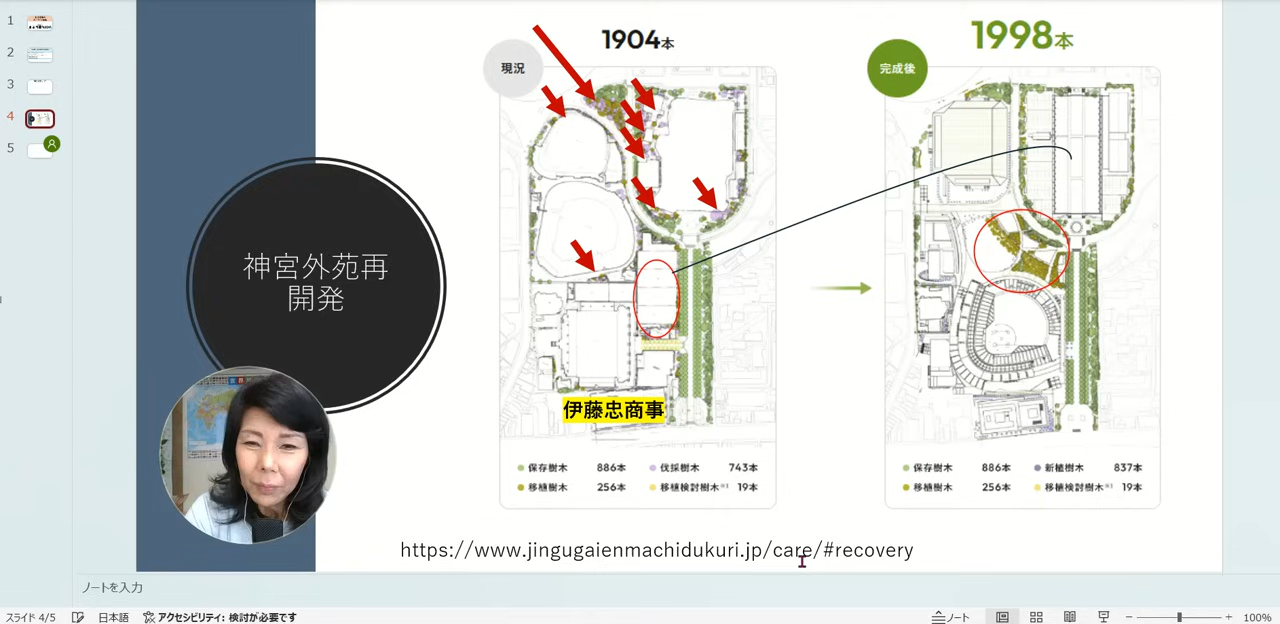 1
2
3
4
5
神宮外苑再
開発
現況
1904本
伊藤忠商事
保存樹木 886本 伐採樹木 743本
移植樹木 256本 移植検討樹木※1 19本
完成後
1998本
保存樹木 886本 新植樹木 837本
移植樹木 256本 移植検討樹木※1 19本
https://www.jingugaienmachidukuri.jp/care/#recovery
ノートを入力
スライド 4/5 日本語 アクセシビリティ: 検討が必要です ノート 100%